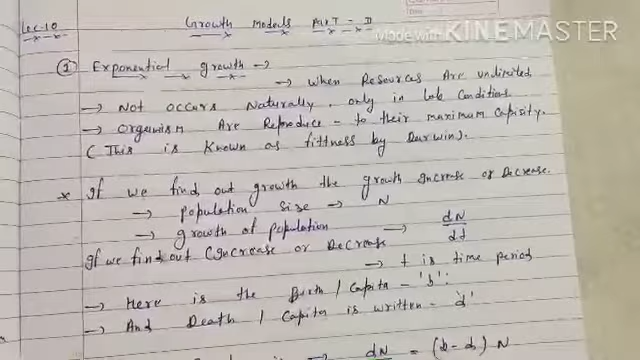 Lec-10
Growth Models Part - II
Made with KINEMASTER
① Exponential growth →
→ When Resources Are unlimited
→ Not occurs Naturally, only in lab Conditions
→ Organism Are Reproduce - to their maximum Capisity.
(This is Known as fittness by Darwin).
* If we find out growth the growth Increase or Decrease.
→ population size → N
→ growth of population → dN/dt
If we find out (Increase or Decrease
→ t is time period
→ Here is the Birth / Capita - 'b':
→ And Death / Capita is written - 'd'
→ dN = (b-d) N